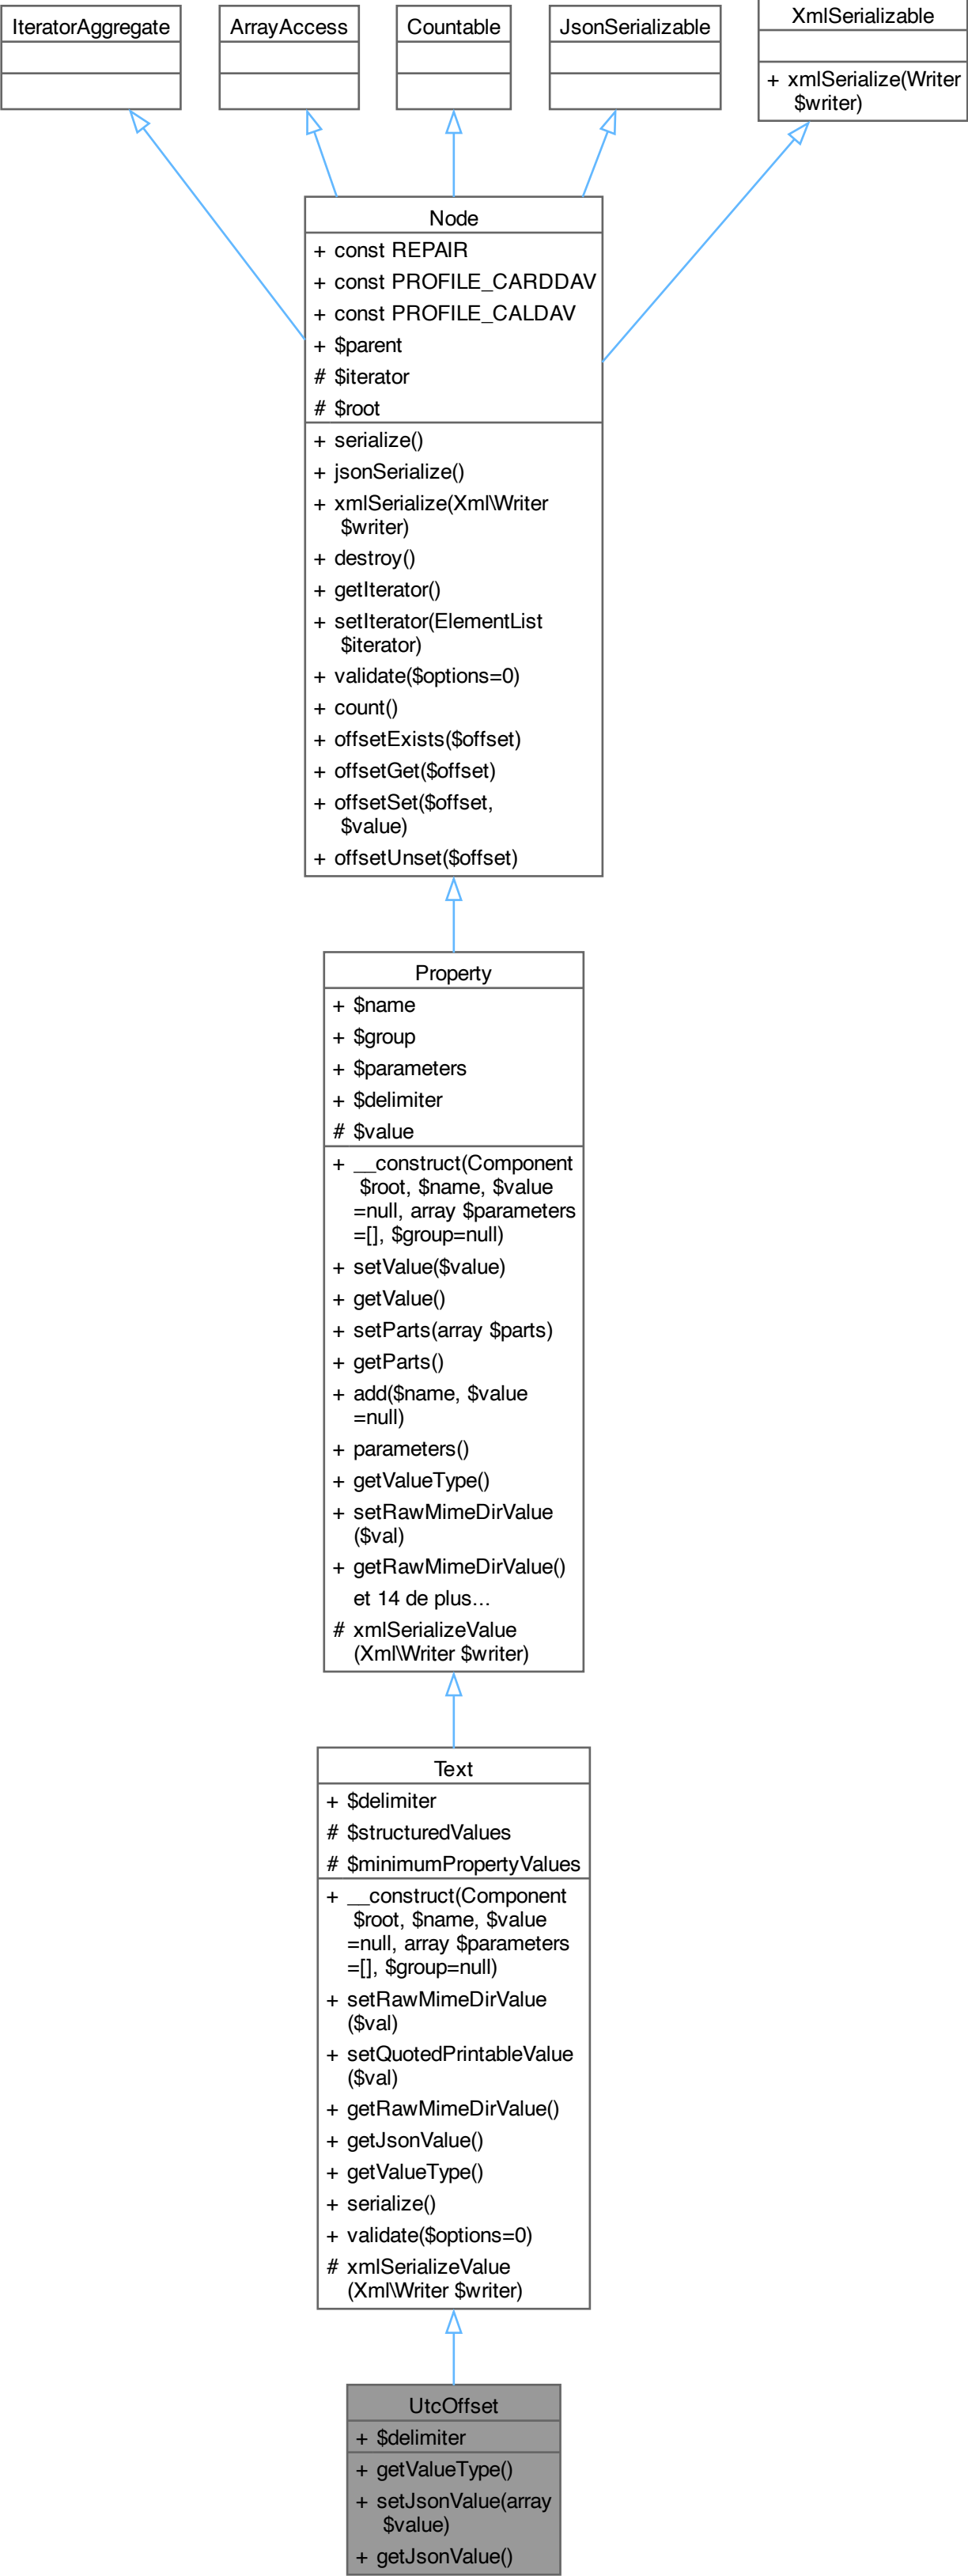 IteratorAggregate
ArrayAccess
Countable
JsonSerializable
XmlSerializable
+ xmlSerialize(Writer
$writer)
Node
+ const REPAIR
+ const PROFILE_CARDDAV
+ const PROFILE_CALDAV
+ $parent
# $iterator
# $root
+ serialize()
+ jsonSerialize()
+ xmlSerialize(Xml\Writer
$writer)
+ destroy()
+ getIterator()
+ setIterator(ElementList
$iterator)
+ validate($options=0)
+ count()
+ offsetExists($offset)
+ offsetGet($offset)
+ offsetSet($offset,
$value)
+ offsetUnset($offset)
Property
+ $name
+ $group
+ $parameters
+ $delimiter
# $value
+ __construct(Component
$root, $name, $value
=null, array $parameters
=[], $group=null)
+ setValue($value)
+ getValue()
+ setParts(array $parts)
+ getParts()
+ add($name, $value
=null)
+ parameters()
+ getValueType()
+ setRawMimeDirValue
($val)
+ getRawMimeDirValue()
et 14 de plus...
# xmlSerializeValue
(Xml\Writer $writer)
Text
+ $delimiter
# $structuredValues
# $minimumPropertyValues
+ __construct(Component
$root, $name, $value
=null, array $parameters
=[], $group=null)
+ setRawMimeDirValue
($val)
+ setQuotedPrintableValue
($val)
+ getRawMimeDirValue()
+ getJsonValue()
+ getValueType()
+ serialize()
+ validate($options=0)
# xmlSerializeValue
(Xml\Writer $writer)
UtcOffset
+ $delimiter
+ getValueType()
+ setJsonValue(array
$value)
+ getJsonValue()